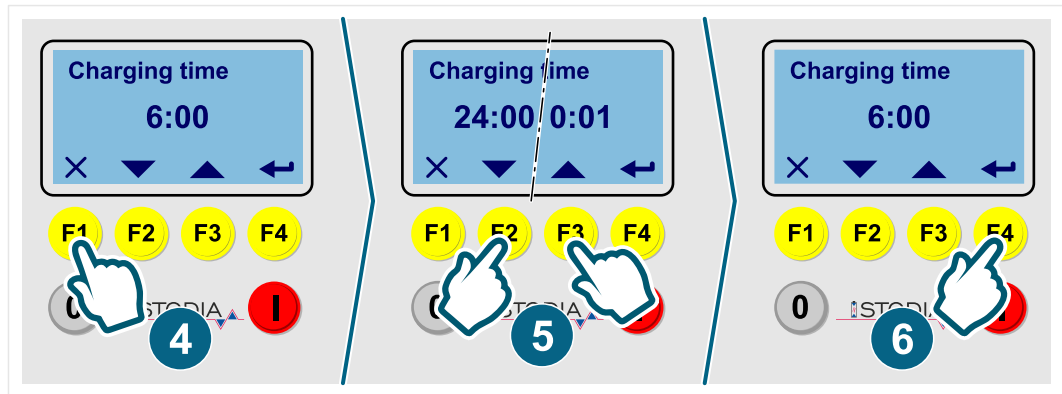 Charging time
6:00
F1 F2 F3 F4
0 I
4
Charging time
24:00 0:01
F1 F2 F3 F4
5
Charging time
6:00
F1 F2 F3 F4
0
6